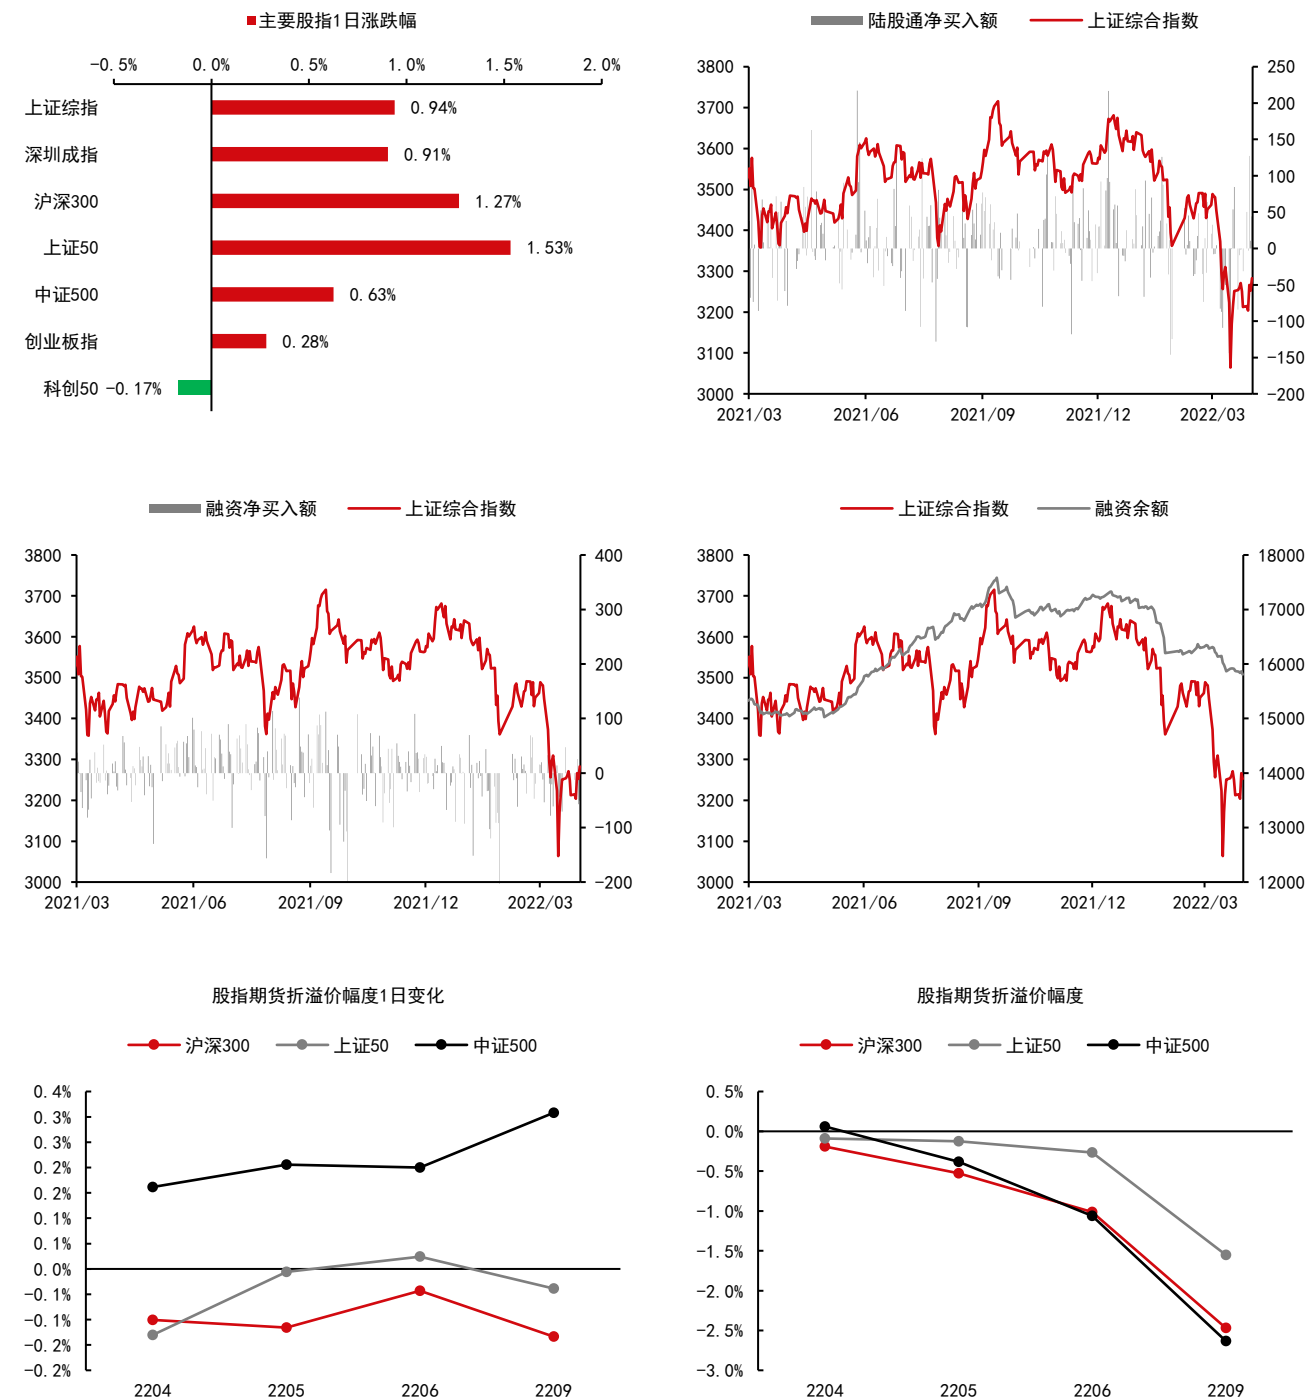 主要股指1日涨跌幅
-0.5% 0.0% 0.5% 1.0% 1.5% 2.0%
上证综指 0.94%
深圳成指 0.91%
沪深300 1.27%
上证50 1.53%
中证500 0.63%
创业板指 0.28%
科创50 -0.17%
陆股通净买入额 上证综合指数
3800 250
3700 200
3600 150
3500 100
3400 50
3300 0
3200 -50
3100 -100
3000 -150
-200
2021/03 2021/06 2021/09 2021/12 2022/03
融资净买入额 上证综合指数
3800 400
3700 300
3600 200
3500 100
3400 0
3300 -100
3200 -200
3100
3000
2021/03 2021/06 2021/09 2021/12 2022/03
上证综合指数 融资余额
3800 18000
3700 17000
3600 16000
3500 15000
3400 14000
3300 13000
3200 12000
3100
3000
2021/03 2021/06 2021/09 2021/12 2022/03
股指期货折溢价幅度1日变化
沪深300 上证50 中证500
0.4%
0.3%
0.3%
0.2%
0.2%
0.1%
0.1%
0.0%
-0.1%
-0.1%
-0.2%
-0.2%
2204 2205 2206 2209
股指期货折溢价幅度
沪深300 上证50 中证500
0.5%
0.0%
-0.5%
-1.0%
-1.5%
-2.0%
-2.5%
-3.0%
2204 2205 2206 2209